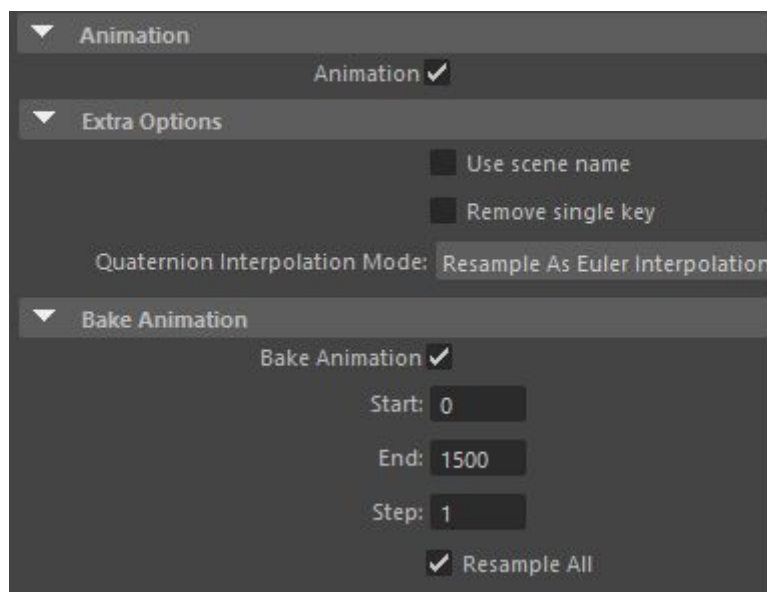 Animation
Animation
Extra Options
Use scene name
Remove single key
Quaternion Interpolation Mode: Resample As Euler Interpolation
Bake Animation
Bake Animation
Start: 0
End: 1500
Step: 1
Resample All